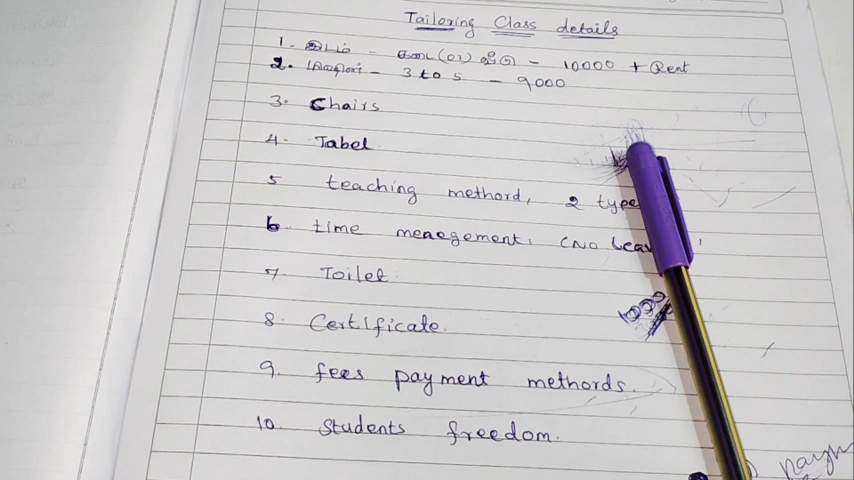 Tailoring Class details
1. இடம் - கடை (or) வீடு - 10000 + Rent
2. மிஷின் - 3 to 5 - 9000
3. Chairs
4. Tabel
5 teaching methord, 2 type
6 time menegement, (No Leav
7. Toilet
8. Certificate.
1000
9. fees payment methords.
10. Students freedom.